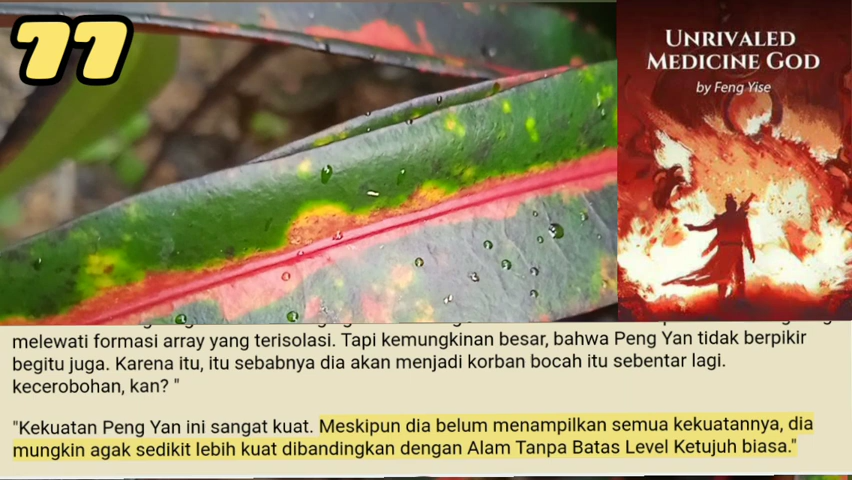 77
UNRIVALED
MEDICINE GOD
by Feng Yise
melewati formasi array yang terisolasi. Tapi kemungkinan besar, bahwa Peng Yan tidak berpikir
begitu juga. Karena itu, itu sebabnya dia akan menjadi korban bocah itu sebentar lagi.
kecerobohan, kan? "
"Kekuatan Peng Yan ini sangat kuat. Meskipun dia belum menampilkan semua kekuatannya, dia
mungkin agak sedikit lebih kuat dibandingkan dengan Alam Tanpa Batas Level Ketujuh biasa."